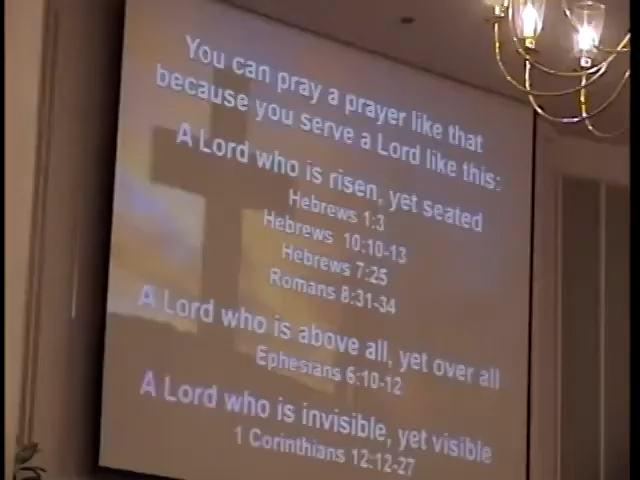 You can pray a prayer like that
because you serve a Lord like this:
A Lord who is risen, yet seated
Hebrews 1:3
Hebrews 10:10-13
Hebrews 7:25
Romans 8:31-34
A Lord who is above all, yet over all
Ephesians 6:10-12
A Lord who is invisible, yet visible
1 Corinthians 12:12-27